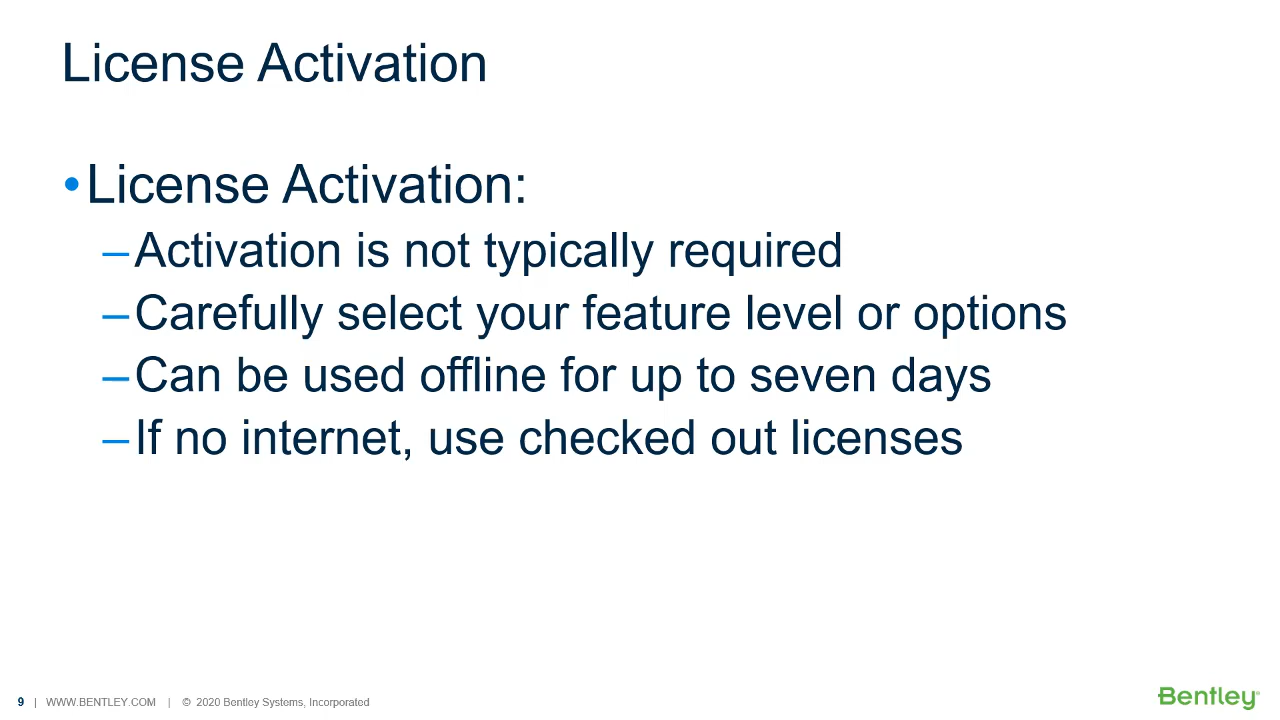 License Activation
•License Activation:
–Activation is not typically required
–Carefully select your feature level or options
–Can be used offline for up to seven days
–If no internet, use checked out licenses
9 | WWW.BENTLEY.COM | © 2020 Bentley Systems, Incorporated
Bentley®